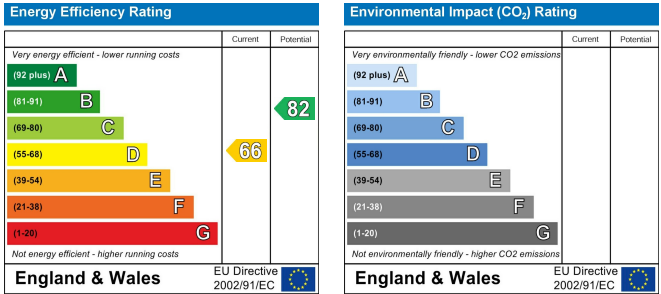 Energy Efficiency Rating
Current Potential
Very energy efficient - lower running costs
(92 plus) A
(81-91) B
82
(69-80) C
(55-68) D
66
(39-54) E
(21-38) F
(1-20) G
Not energy efficient - higher running costs
England & Wales
EU Directive
2002/91/EC
Environmental Impact (CO₂) Rating
Current Potential
Very environmentally friendly - lower CO2 emissions
(92 plus) A
(81-91) B
(69-80) C
(55-68) D
(39-54) E
(21-38) F
(1-20) G
Not environmentally friendly - higher CO2 emissions
England & Wales
EU Directive
2002/91/EC